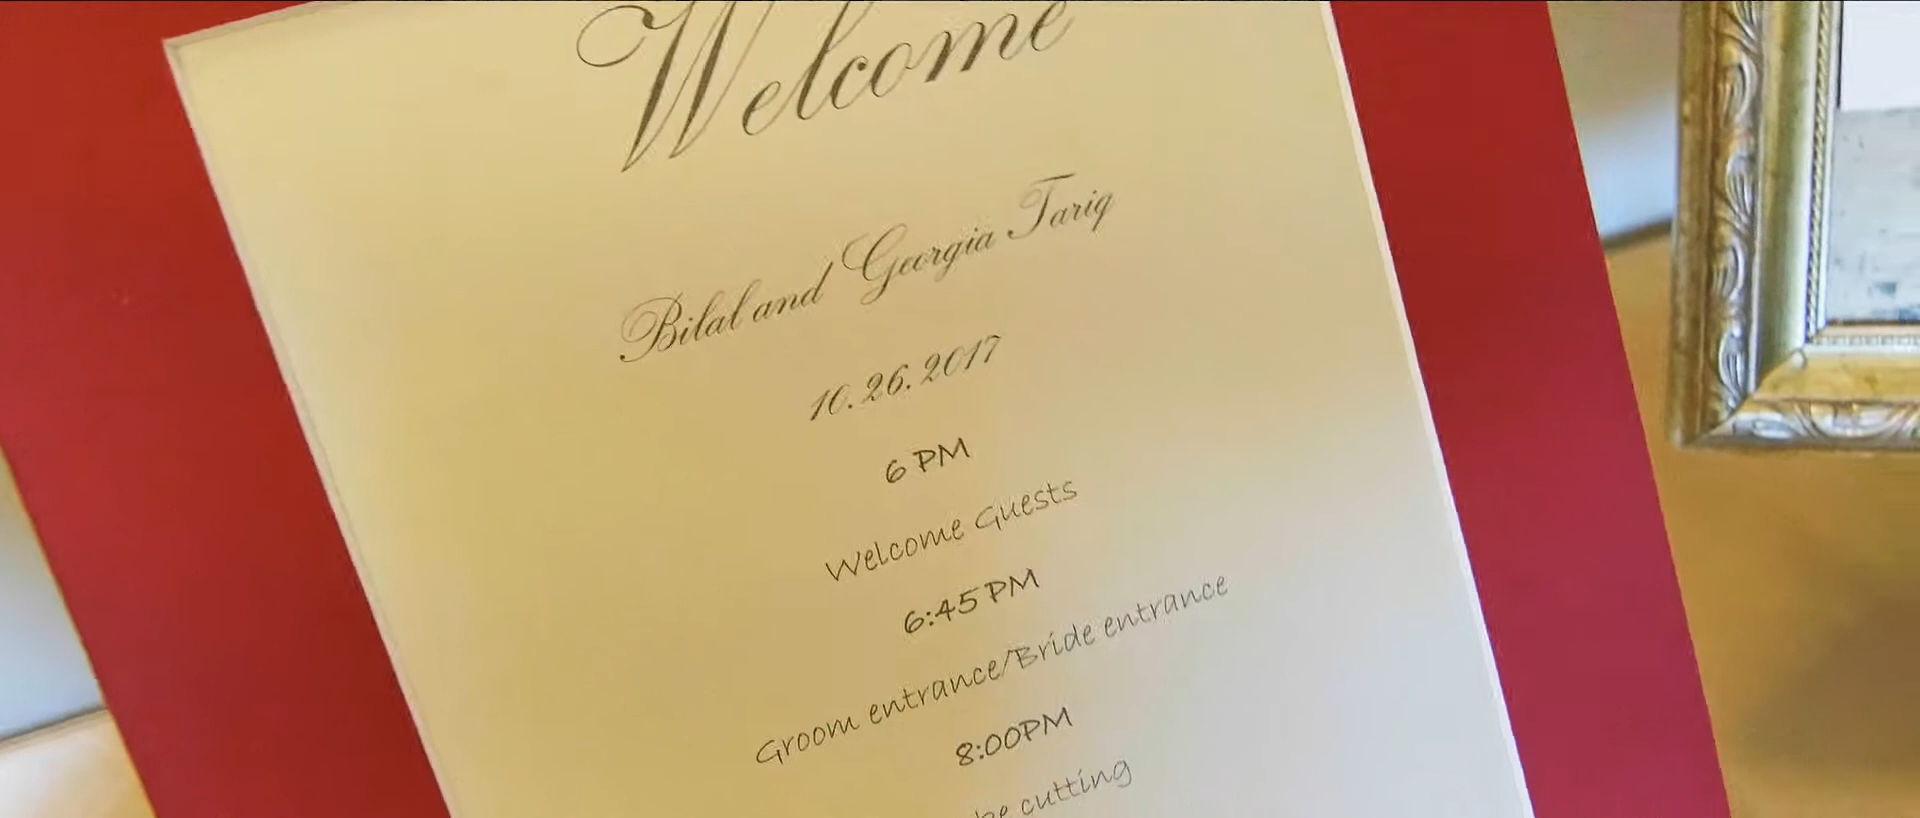 Welcome
Bilal and Georgia Tariq
10.26.2017
6 PM
Welcome Guests
6:45 PM
Groom entrance/Bride entrance
8:00PM
cutting